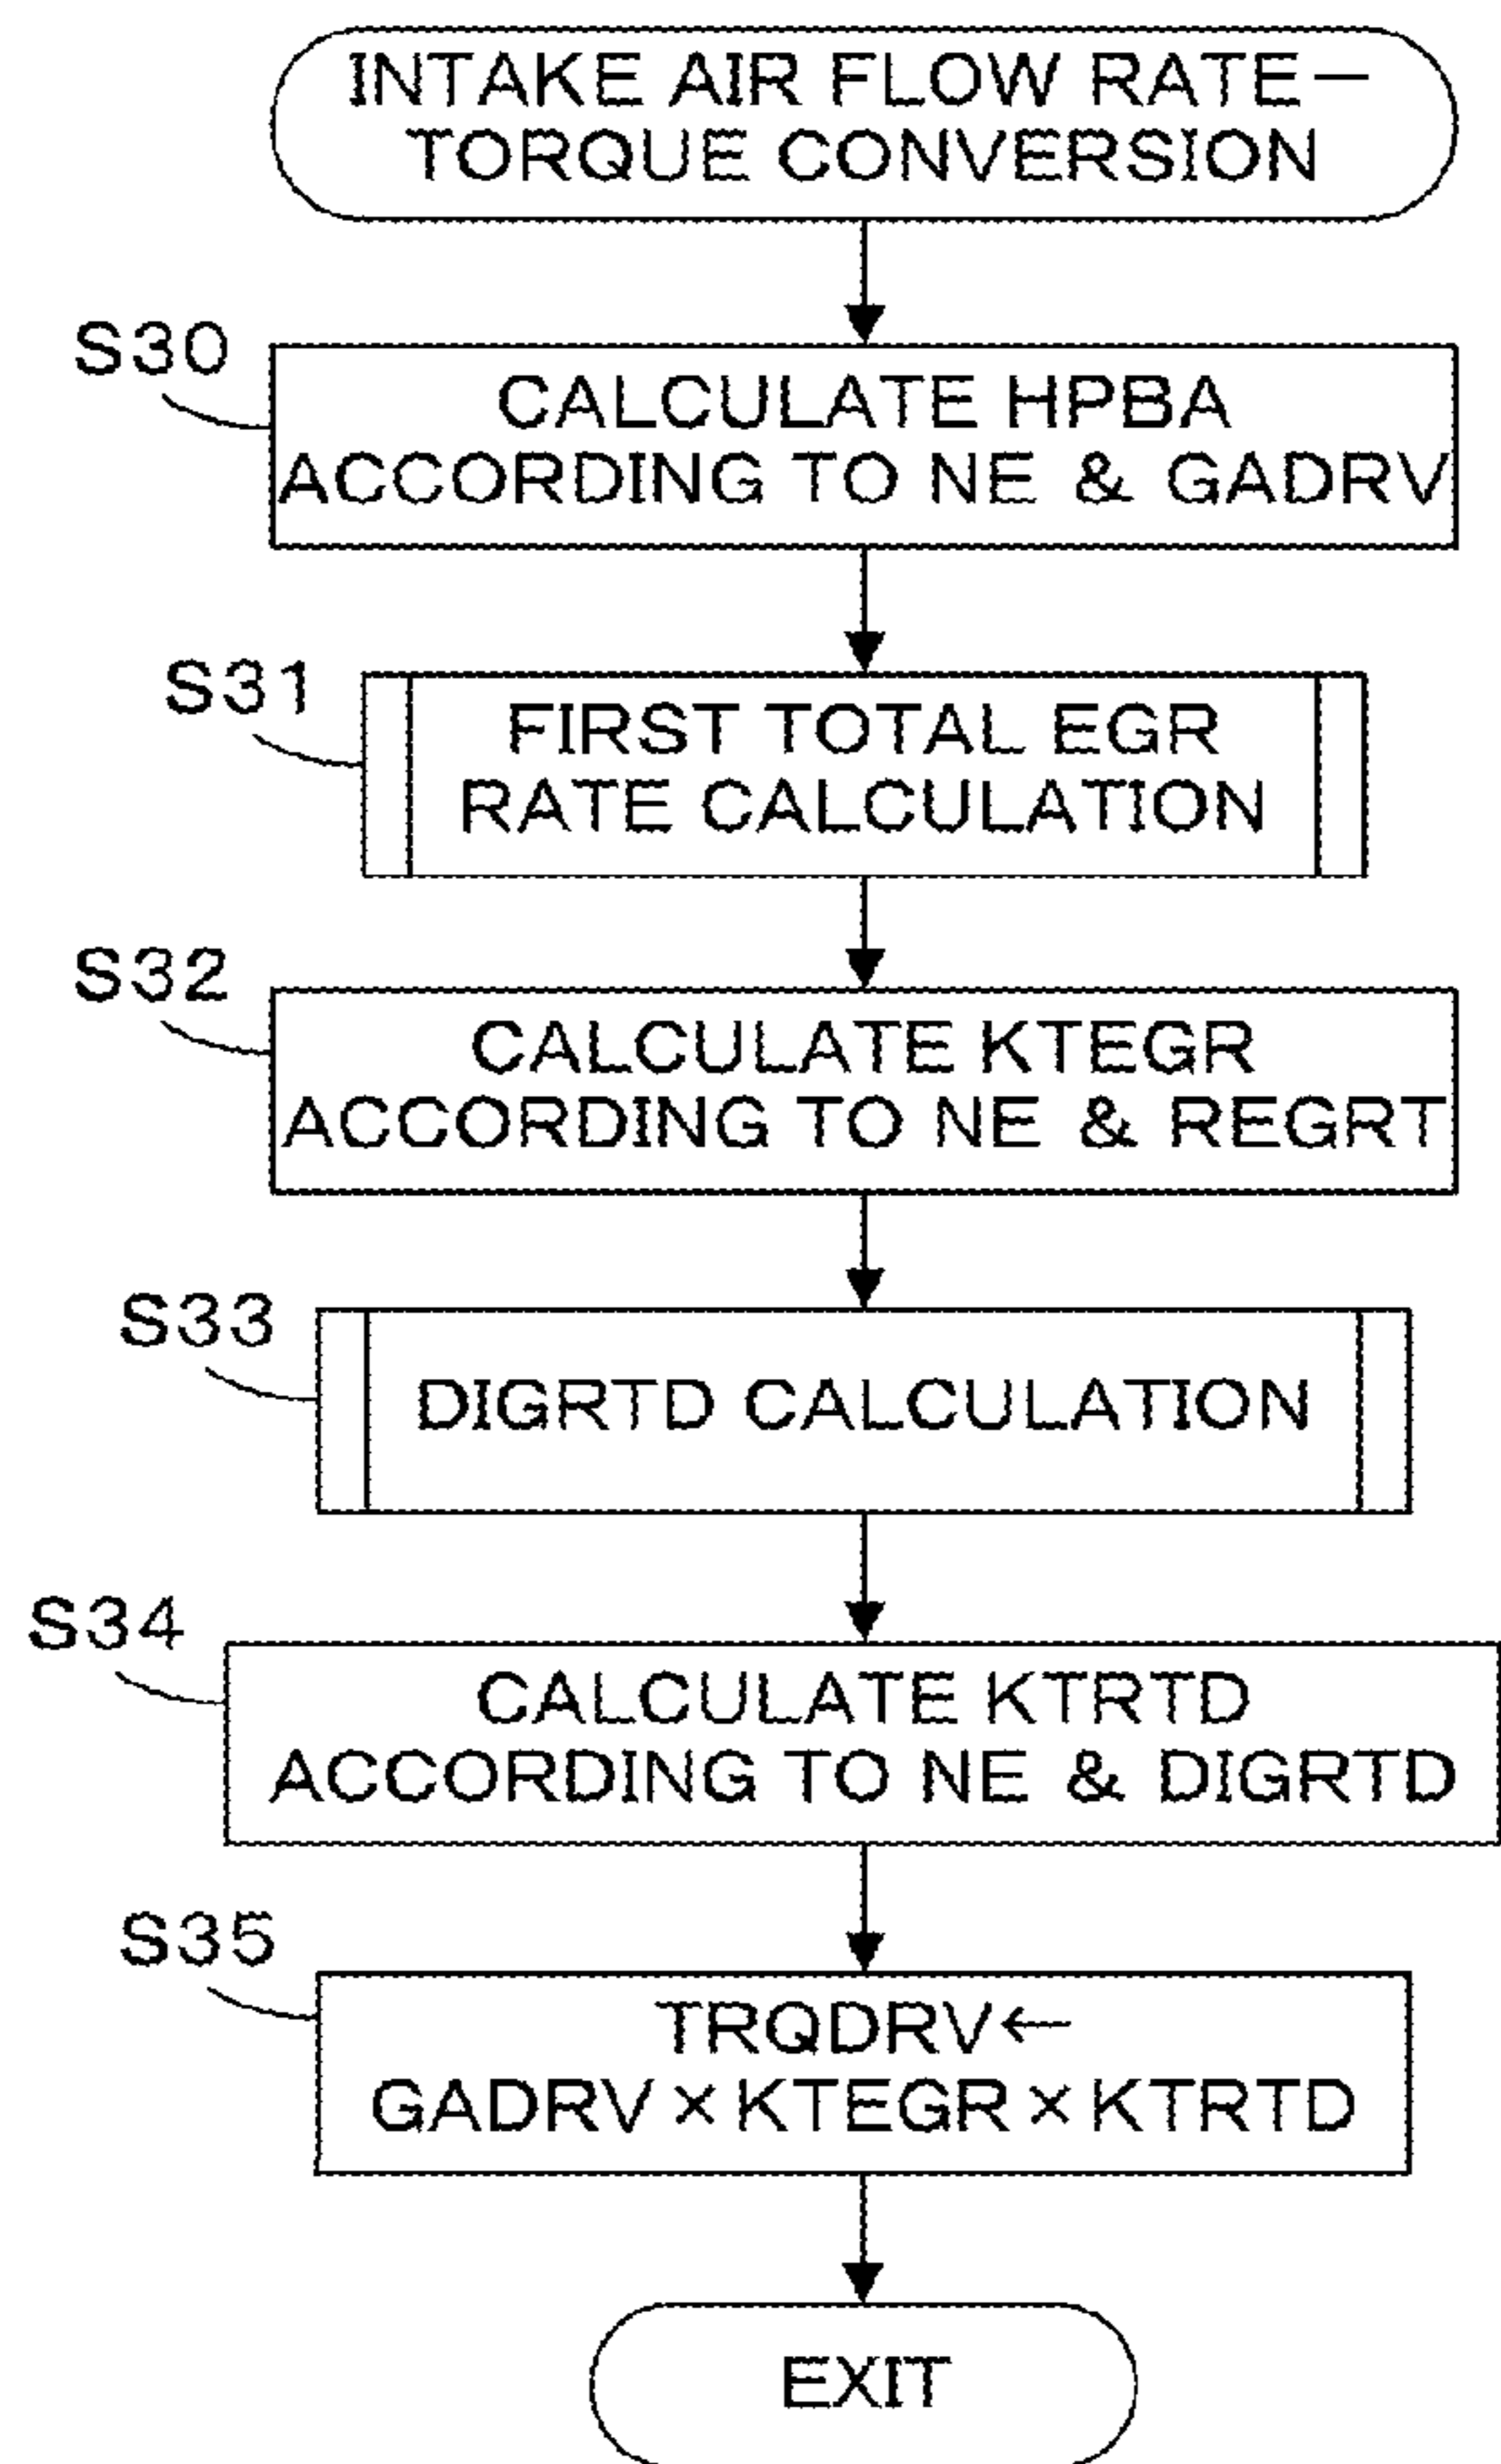 INTAKE AIR FLOW RATE—
TORQUE CONVERSION
S30
CALCULATE HPBA
ACCORDING TO NE & GADRV
S31
FIRST TOTAL EGR
RATE CALCULATION
S32
CALCULATE KTEGR
ACCORDING TO NE & REGRT
S33
DIGRTD CALCULATION
S34
CALCULATE KTRTD
ACCORDING TO NE & DIGRTD
S35
TRQDRV←
GADRV×KTEGR×KTRTD
EXIT